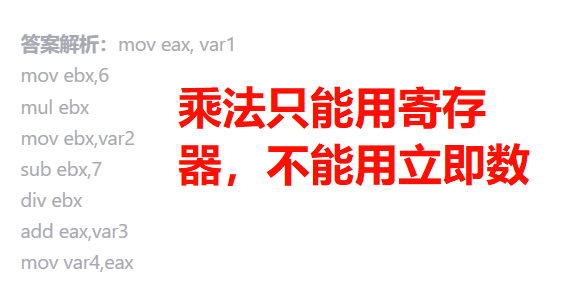 答案解析：mov eax, var1
mov ebx,6
mul ebx
mov ebx,var2
sub ebx,7
div ebx
add eax,var3
mov var4,eax
乘法只能用寄存
器，不能用立即数